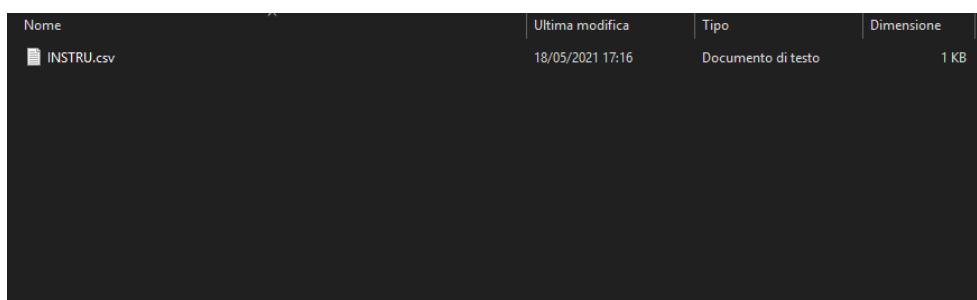 Nome Ultima modifica Tipo Dimensione
INSTRU.csv 18/05/2021 17:16 Documento di testo 1 KB